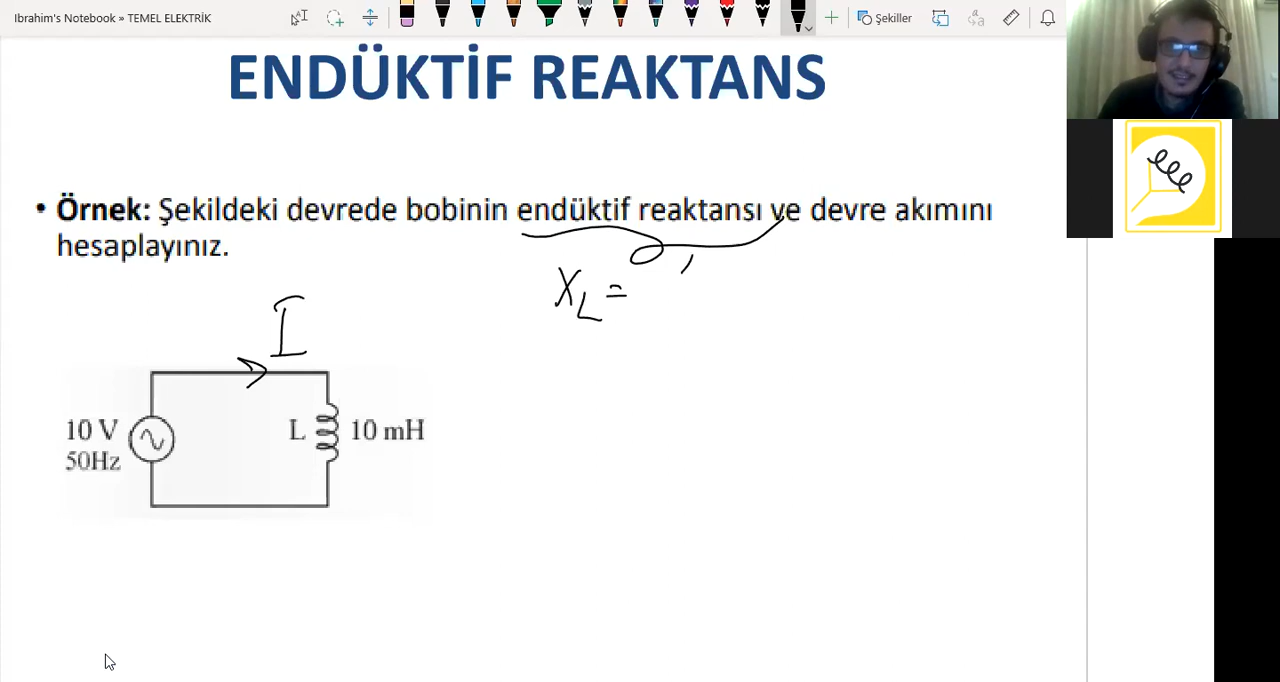 Ibrahim's Notebook » TEMEL ELEKTRİK
Şekiller
ENDÜKTİF REAKTANS
• Örnek: Şekildeki devrede bobinin endüktif reaktansı ve devre akımını
hesaplayınız.
X_L =
I
10 V
50Hz
L
10 mH